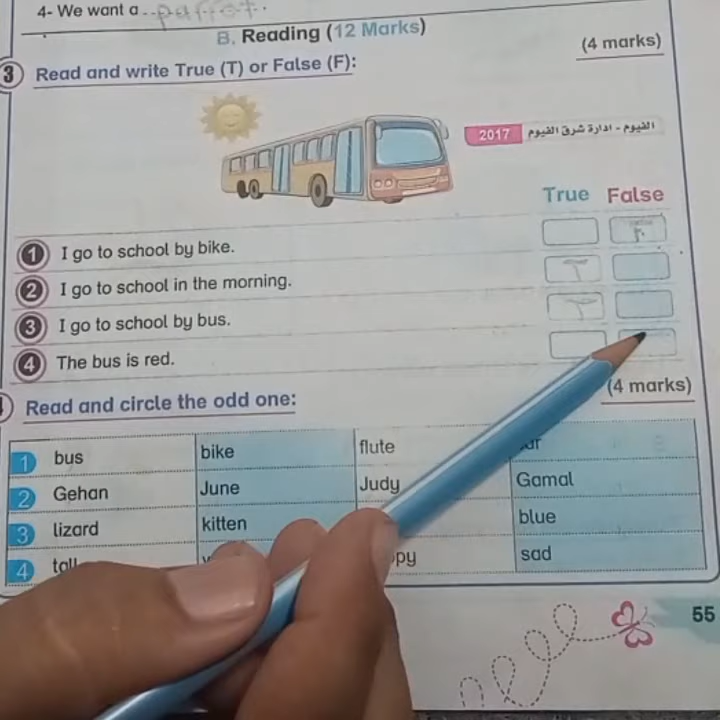 4- We want a parrot.
B. Reading (12 Marks)
(4 marks)
3 Read and write True (T) or False (F):
2017 الفيوم - ادارة شرق الفيوم
True False
1 I go to school by bike. F
2 I go to school in the morning. T
3 I go to school by bus. T
4 The bus is red.
(4 marks)
Read and circle the odd one:
1 bus bike flute
2 Gehan June Judy Gamal
3 lizard kitten blue
4 tall sad
55